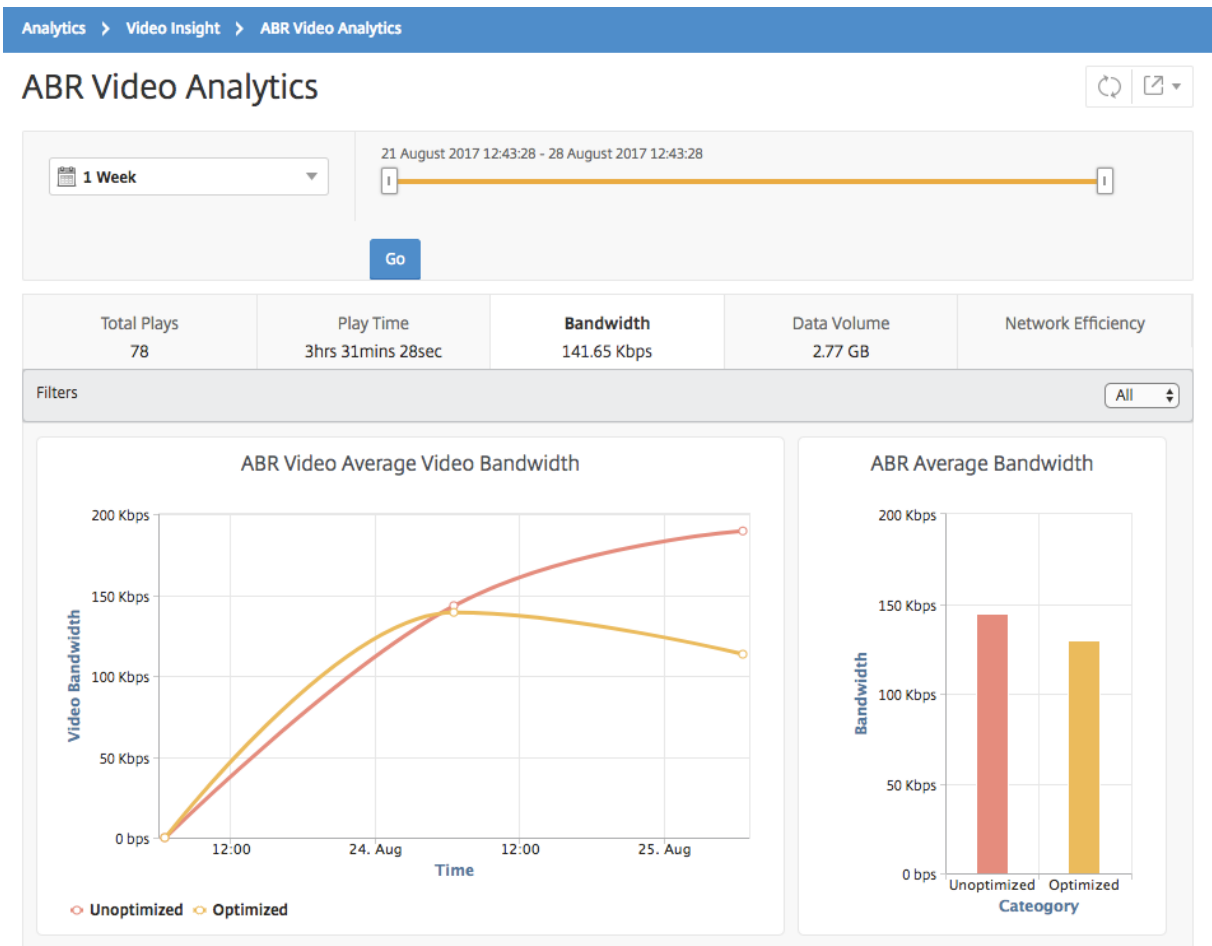 Analytics > Video Insight > ABR Video Analytics
ABR Video Analytics
21 August 2017 12:43:28 - 28 August 2017 12:43:28
1 Week
Go
Total Plays Play Time Bandwidth Data Volume Network Efficiency
78 3hrs 31mins 28sec 141.65 Kbps 2.77 GB
Filters All
ABR Video Average Video Bandwidth
200 Kbps
150 Kbps
100 Kbps
50 Kbps
0 bps
Video Bandwidth
12:00 24. Aug 12:00 25. Aug
Time
Unoptimized Optimized
ABR Average Bandwidth
200 Kbps
150 Kbps
100 Kbps
50 Kbps
0 bps
Bandwidth
Unoptimized Optimized
Cateogory